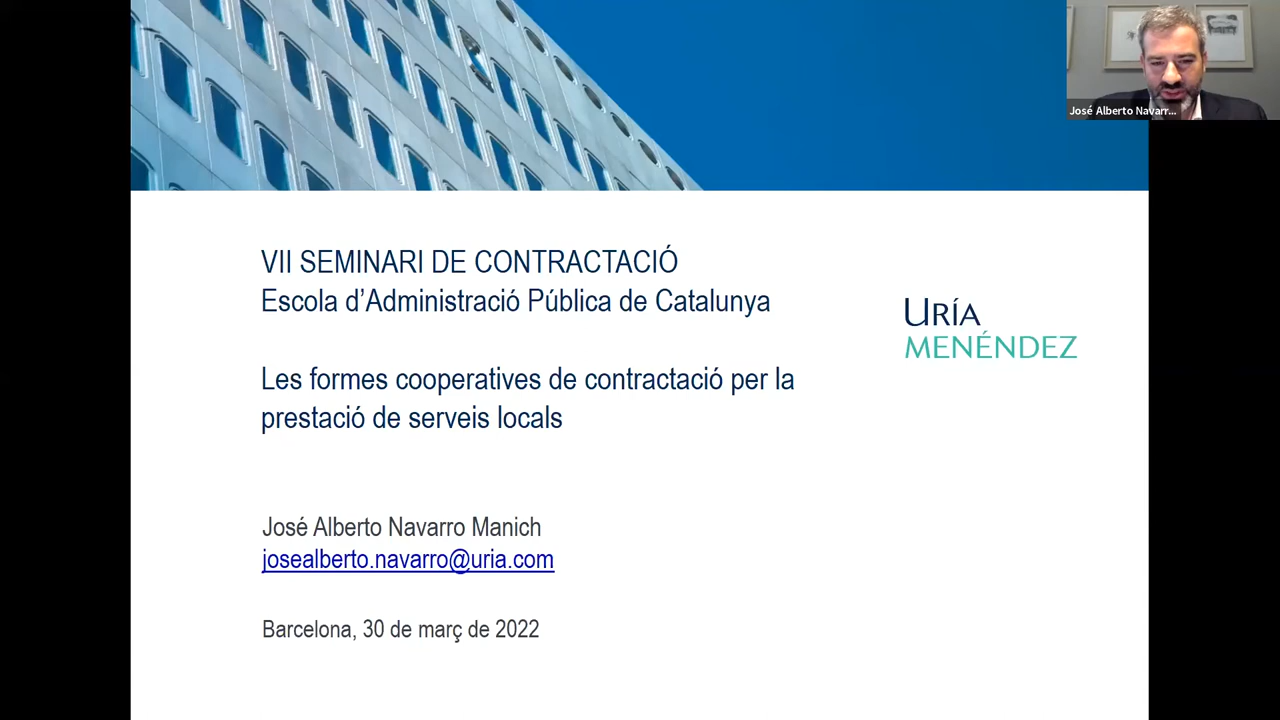 José Alberto Navarr...
VII SEMINARI DE CONTRACTACIÓ
Escola d’Administració Pública de Catalunya
URÍA
MENÉNDEZ
Les formes cooperatives de contractació per la
prestació de serveis locals
José Alberto Navarro Manich
josealberto.navarro@uria.com
Barcelona, 30 de març de 2022